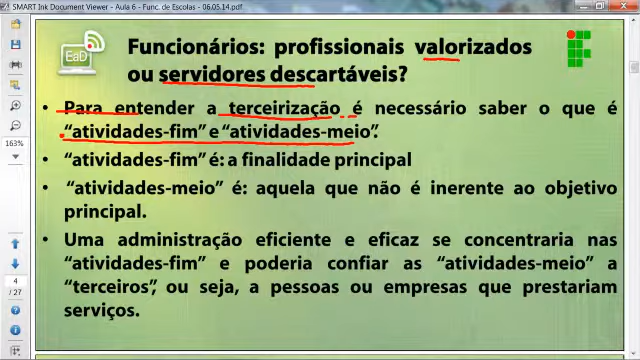 SMART Ink Document Viewer - Aula 6 - Func. de Escolas - 06.05.14.pdf
EaD
Funcionários: profissionais valorizados
ou servidores descartáveis?
• Para entender a terceirização é necessário saber o que é
"atividades-fim" e "atividades-meio".
• "atividades-fim" é: a finalidade principal
• "atividades-meio" é: aquela que não é inerente ao objetivo
principal.
• Uma administração eficiente e eficaz se concentraria nas
"atividades-fim" e poderia confiar as "atividades-meio" a
"terceiros", ou seja, a pessoas ou empresas que prestariam
serviços.
163%
4
/ 27